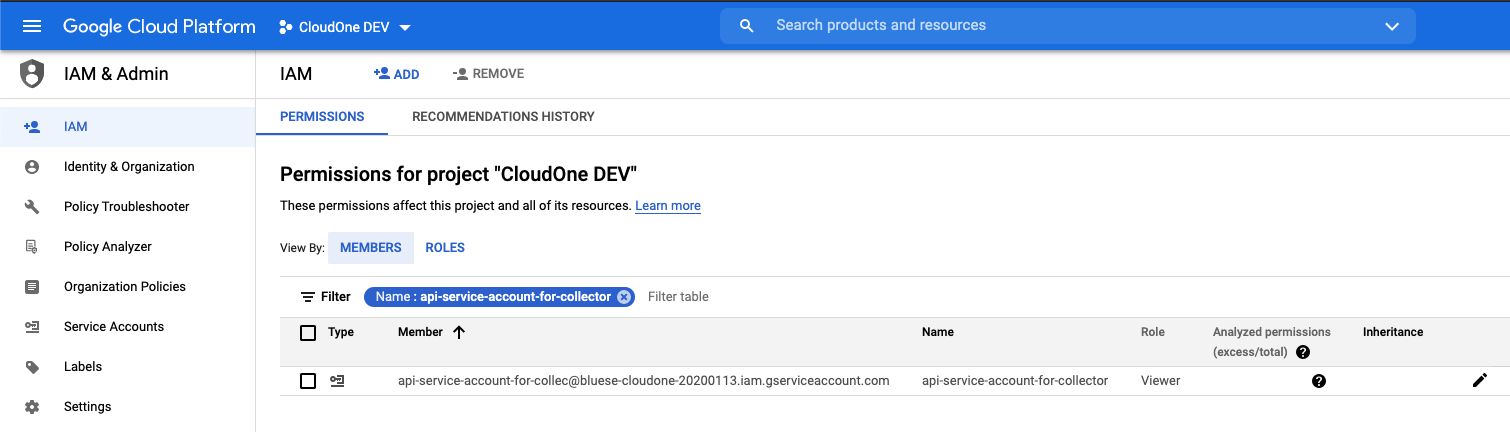 Google Cloud Platform
CloudOne DEV
Search products and resources
IAM & Admin
IAM
ADD
REMOVE
IAM
Identity & Organization
Policy Troubleshooter
Policy Analyzer
Organization Policies
Service Accounts
Labels
Settings
PERMISSIONS
RECOMMENDATIONS HISTORY
Permissions for project "CloudOne DEV"
These permissions affect this project and all of its resources. Learn more
View By: MEMBERS ROLES
Filter Name : api-service-account-for-collector Filter table
Type Member Name Role Analyzed permissions Inheritance
(excess/total) ?
api-service-account-for-collec@bluese-cloudone-20200113.iam.gserviceaccount.com api-service-account-for-collector Viewer ?